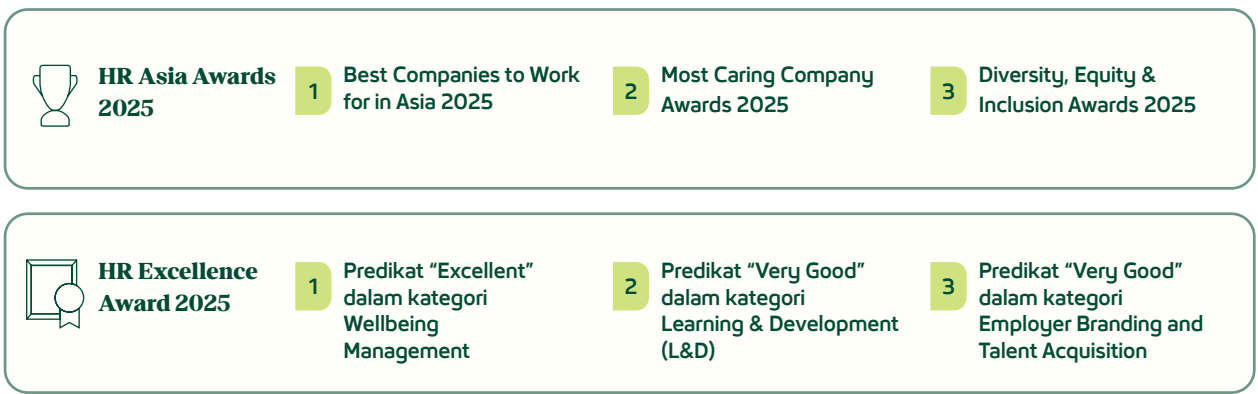 HR Asia Awards
2025
1
Best Companies to Work
for in Asia 2025
2
Most Caring Company
Awards 2025
3
Diversity, Equity &
Inclusion Awards 2025
HR Excellence
Award 2025
1
Predikat “Excellent”
dalam kategori
Wellbeing
Management
2
Predikat “Very Good”
dalam kategori
Learning & Development
(L&D)
3
Predikat “Very Good”
dalam kategori
Employer Branding and
Talent Acquisition